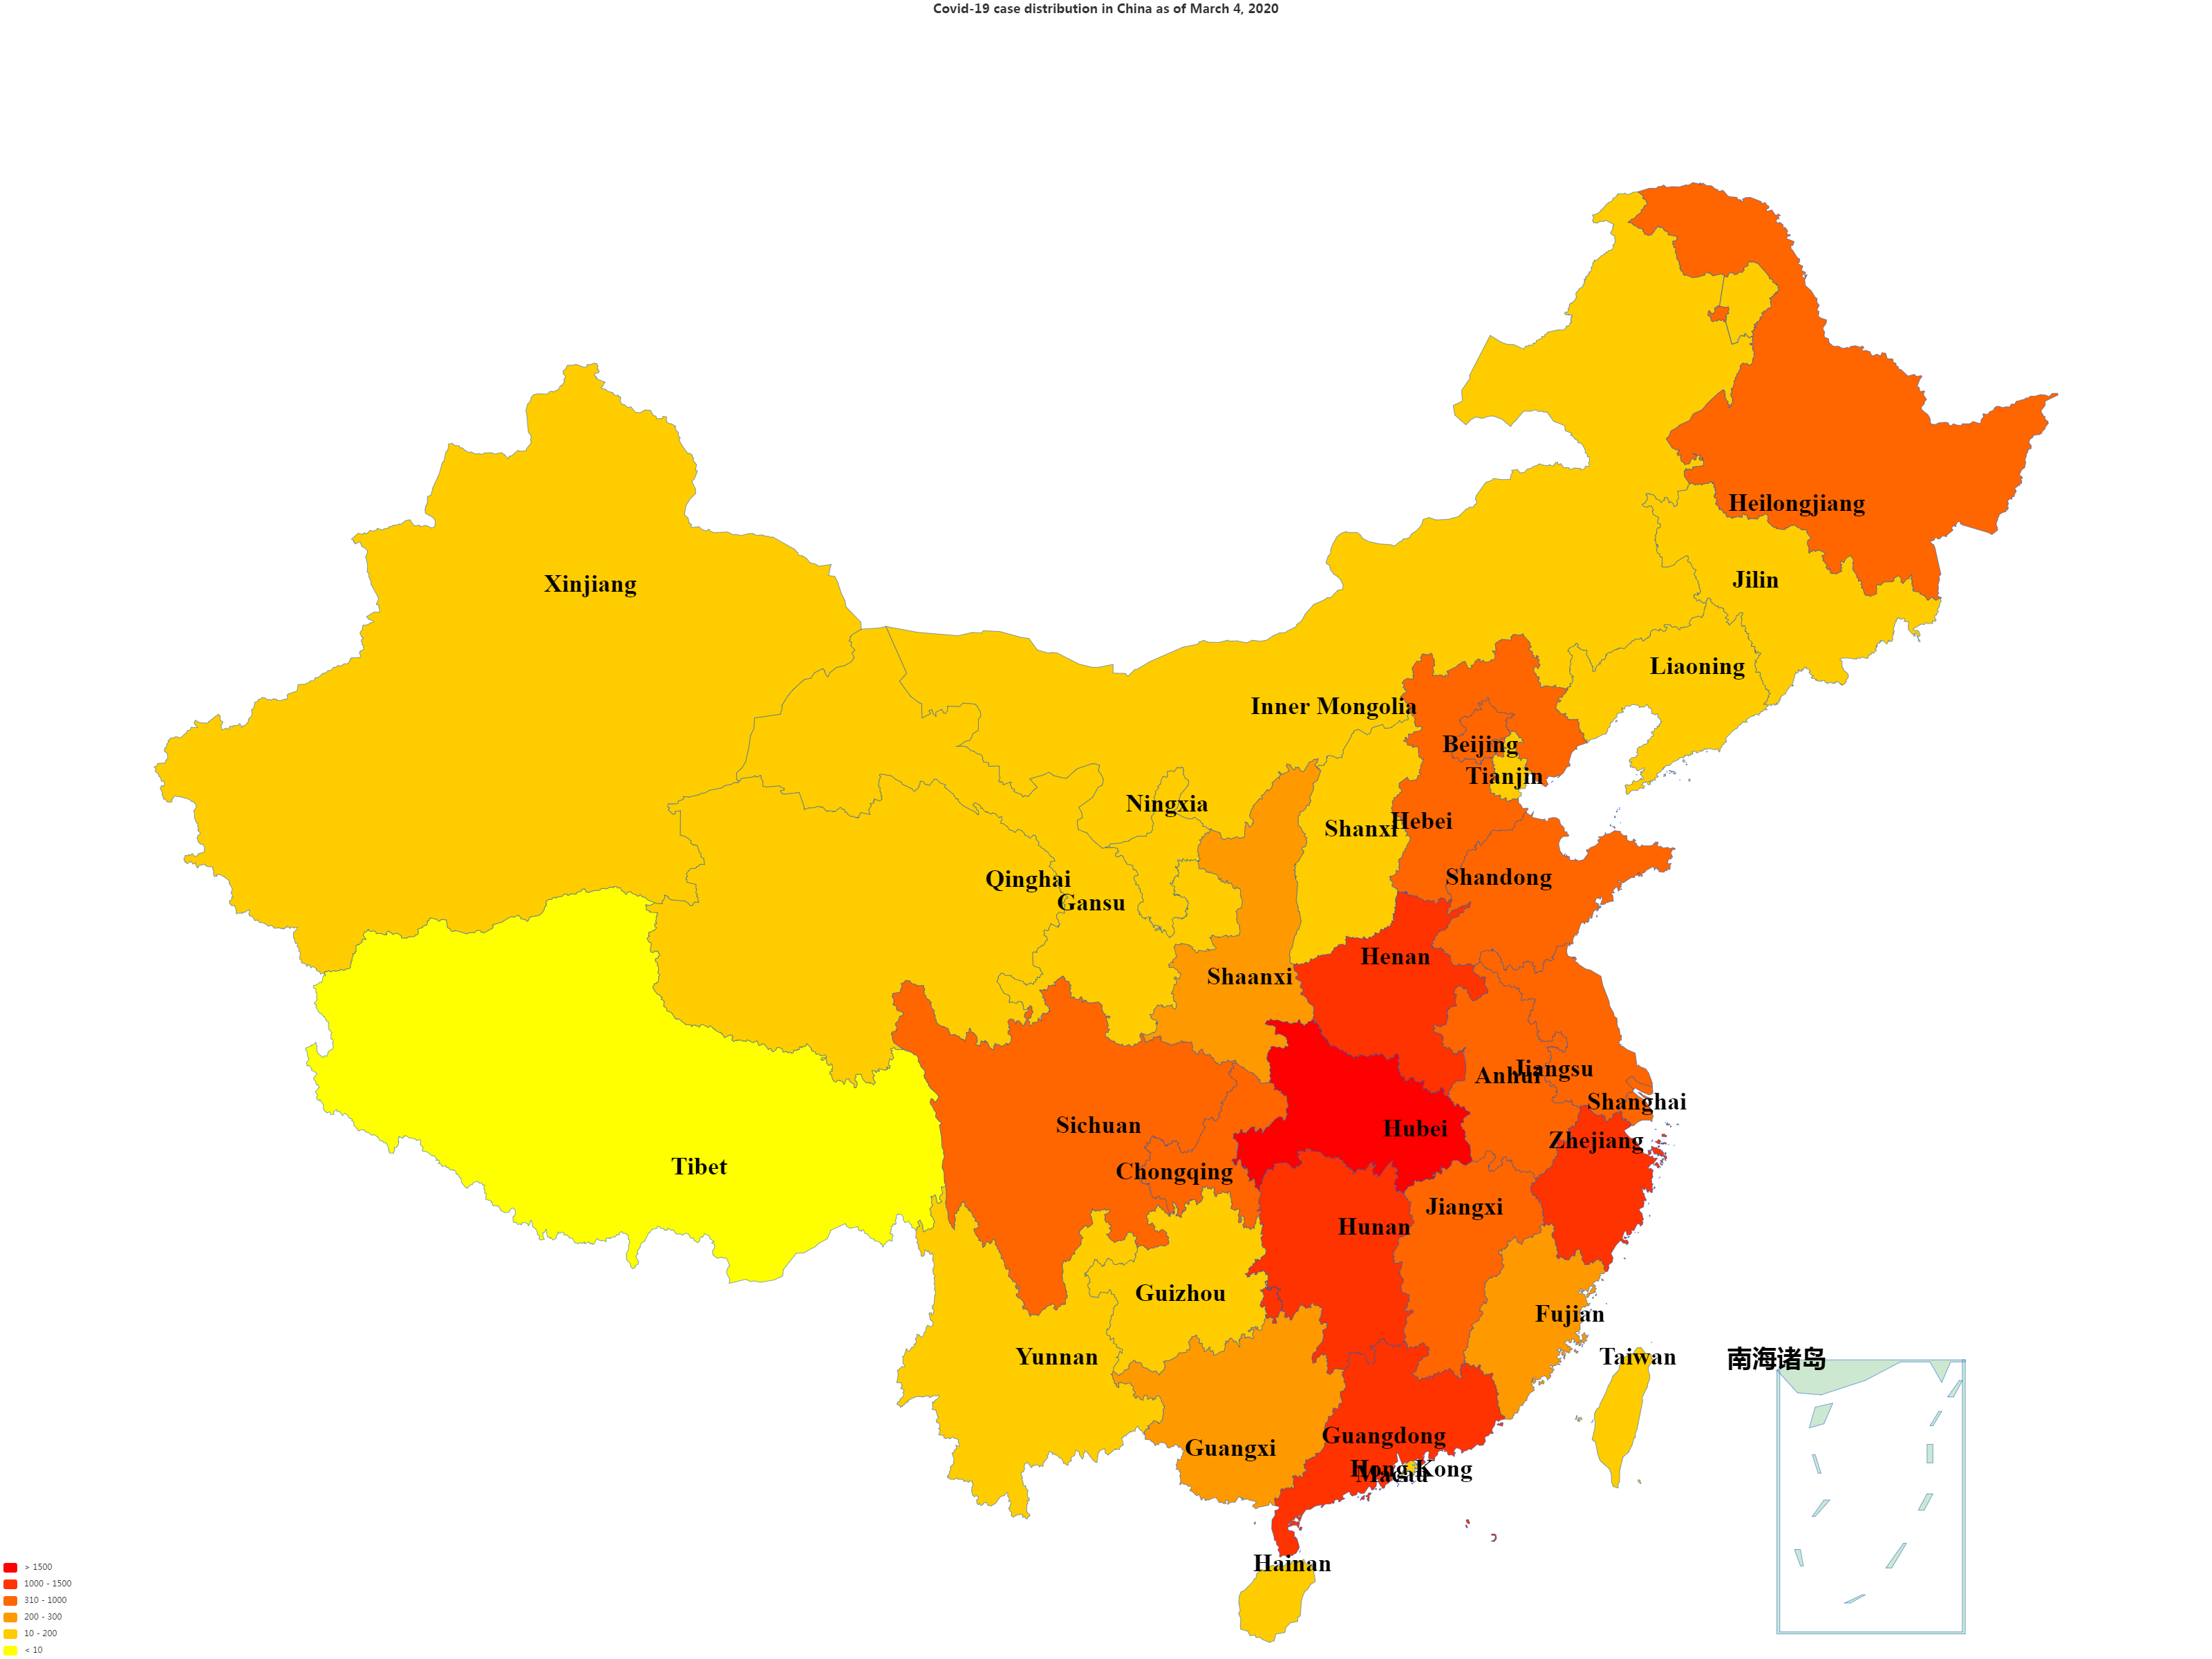 Covid-19 case distribution in China as of March 4, 2020
Heilongjiang
Jilin
Xinjiang
Liaoning
Inner Mongolia
Beijing
Tianjin
Ningxia
Hebei
Shanxi
Shandong
Qinghai
Gansu
Henan
Shaanxi
Jiangsu
Anhui
Shanghai
Sichuan
Hubei
Zhejiang
Tibet
Chongqing
Jiangxi
Hunan
Guizhou
Fujian
Yunnan
Taiwan
南海诸岛
Guangdong
Guangxi
Hong Kong
Macau
Hainan
> 1500
1000 - 1500
310 - 1000
200 - 300
10 - 200
< 10